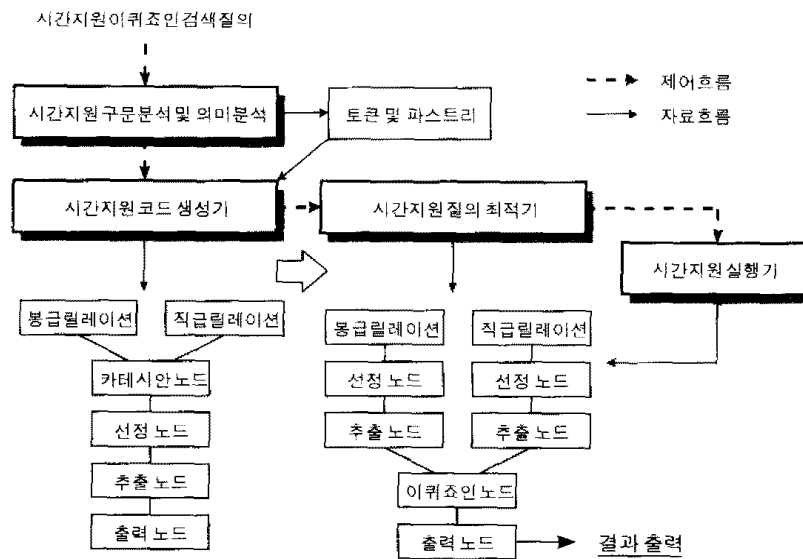 시간지원이퀴죠인검색질의
제어흐름
자료흐름
시간지원 구문분석 및 의미분석
토큰 및 파스트리
시간지원 코드 생성기
시간지원 질의 최적기
시간지원 실행기
봉급릴레이션
직급릴레이션
카테시안 노드
선정 노드
추출 노드
출력 노드
봉급릴레이션
직급릴레이션
선정 노드
선정 노드
추출 노드
추출 노드
이퀴죠인 노드
출력 노드
결과 출력